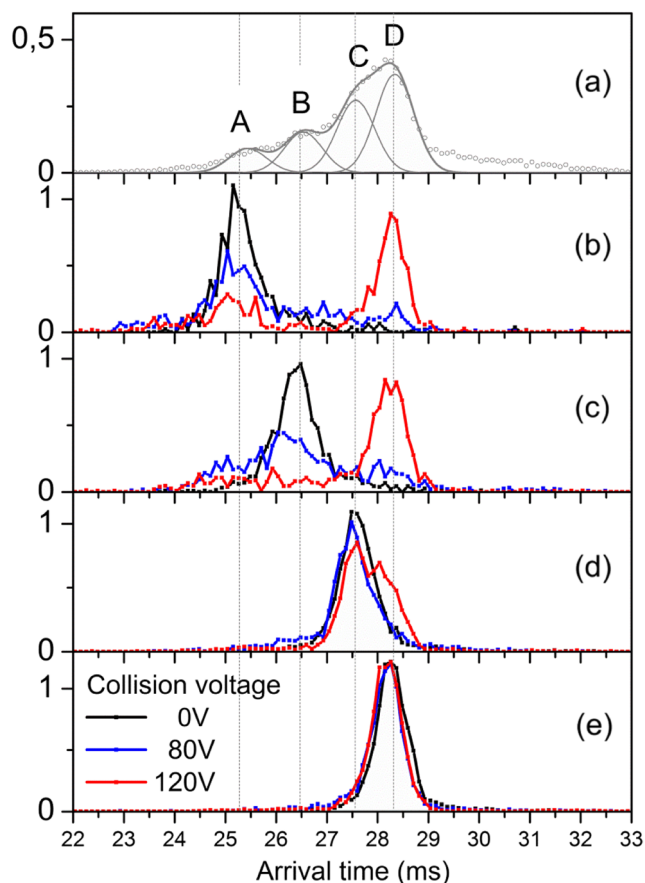 0,5
A
B
C
D
(a)
0
1
(b)
0
1
(c)
0
1
(d)
0
Collision voltage
1
0V
(e)
80V
120V
0
22 23 24 25 26 27 28 29 30 31 32 33
Arrival time (ms)